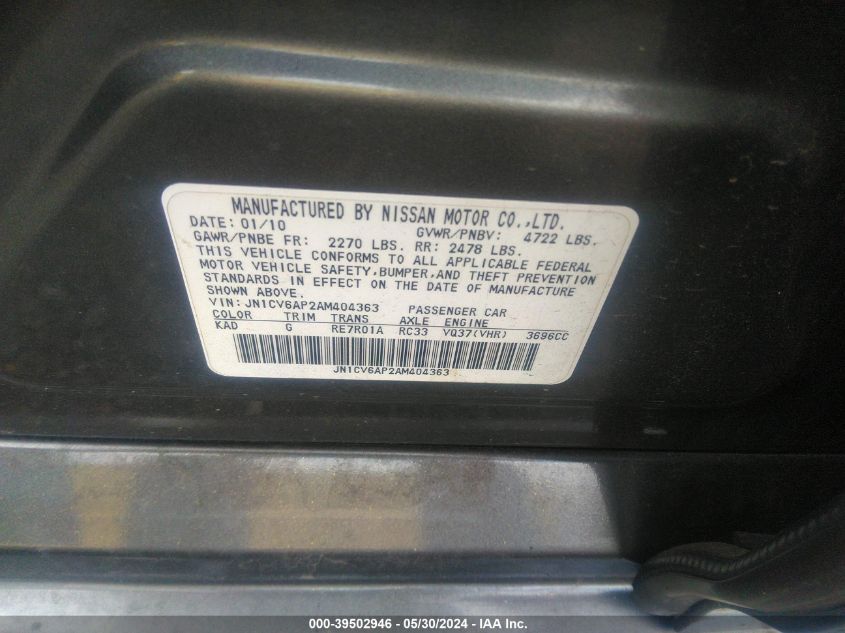 MANUFACTURED BY NISSAN MOTOR CO.,LTD.
DATE: 01/10 GVWR/PNBV: 4722 LBS.
GAWR/PNBE FR: 2270 LBS. RR: 2478 LBS.
THIS VEHICLE CONFORMS TO ALL APPLICABLE FEDERAL
MOTOR VEHICLE SAFETY,BUMPER,AND THEFT PREVENTION
STANDARDS IN EFFECT ON THE DATE OF MANUFACTURE
SHOWN ABOVE.
VIN: JN1CV6AP2AM404363 PASSENGER CAR
COLOR TRIM TRANS AXLE ENGINE
KAD G RE7R01A RC33 VQ37(VHR) 3696CC
JN1CV6AP2AM404363
000-39502946 - 05/30/2024 - IAA Inc.